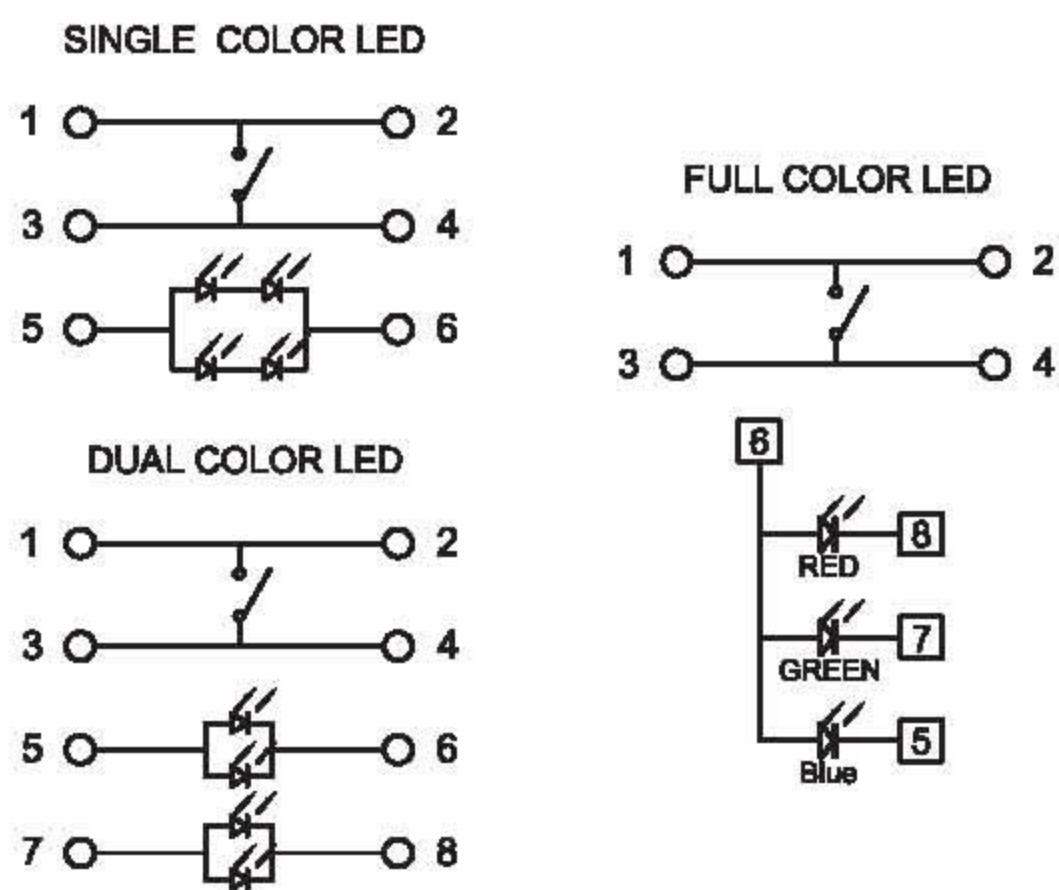 SINGLE COLOR LED
1 2
3 4
5 6
DUAL COLOR LED
1 2
3 4
5 6
7 8
FULL COLOR LED
1 2
3 4
6
8
RED
7
GREEN
5
Blue